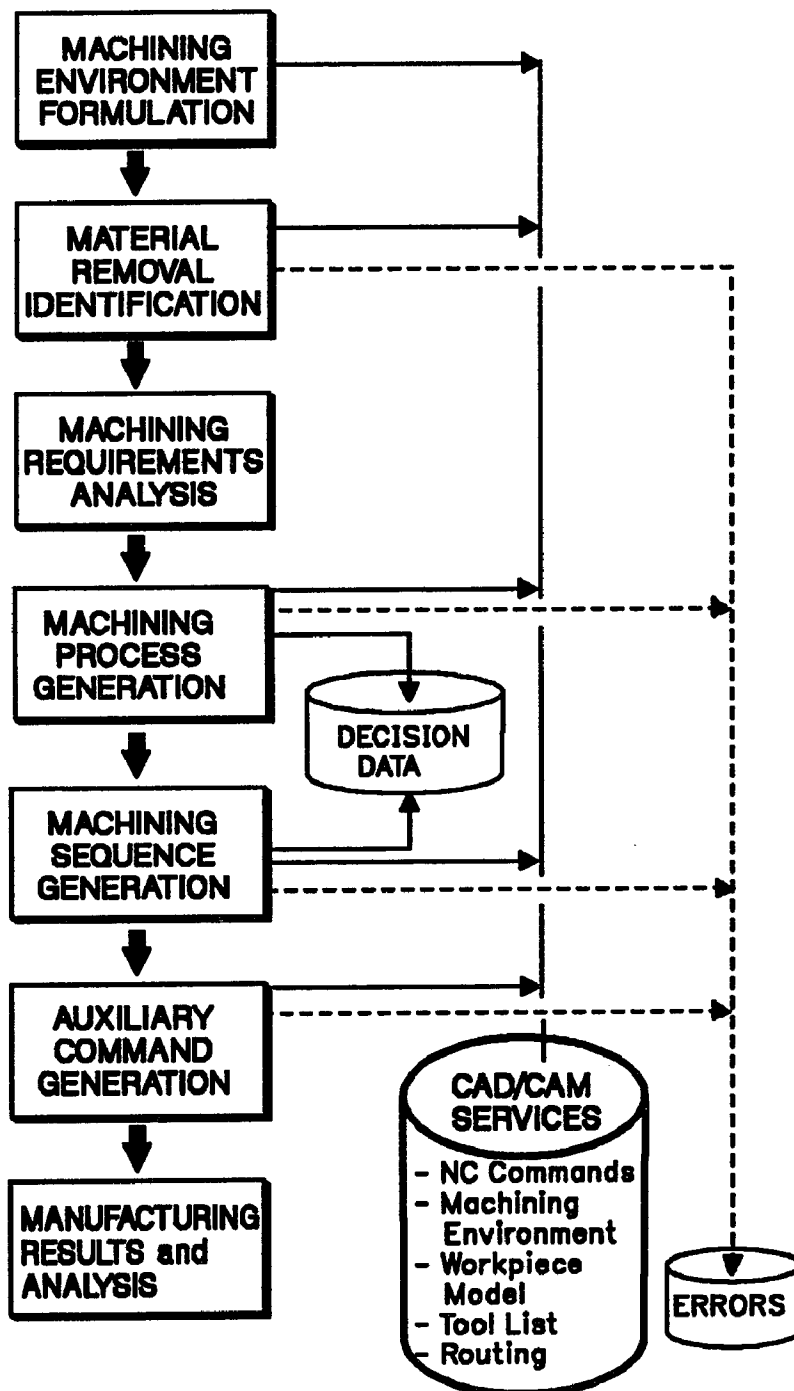 MACHINING
ENVIRONMENT
FORMULATION
MATERIAL
REMOVAL
IDENTIFICATION
MACHINING
REQUIREMENTS
ANALYSIS
MACHINING
PROCESS
GENERATION
DECISION
DATA
MACHINING
SEQUENCE
GENERATION
AUXILIARY
COMMAND
GENERATION
MANUFACTURING
RESULTS and
ANALYSIS
CAD/CAM
SERVICES
- NC Commands
- Machining
Environment
- Workpiece
Model
- Tool List
- Routing
ERRORS